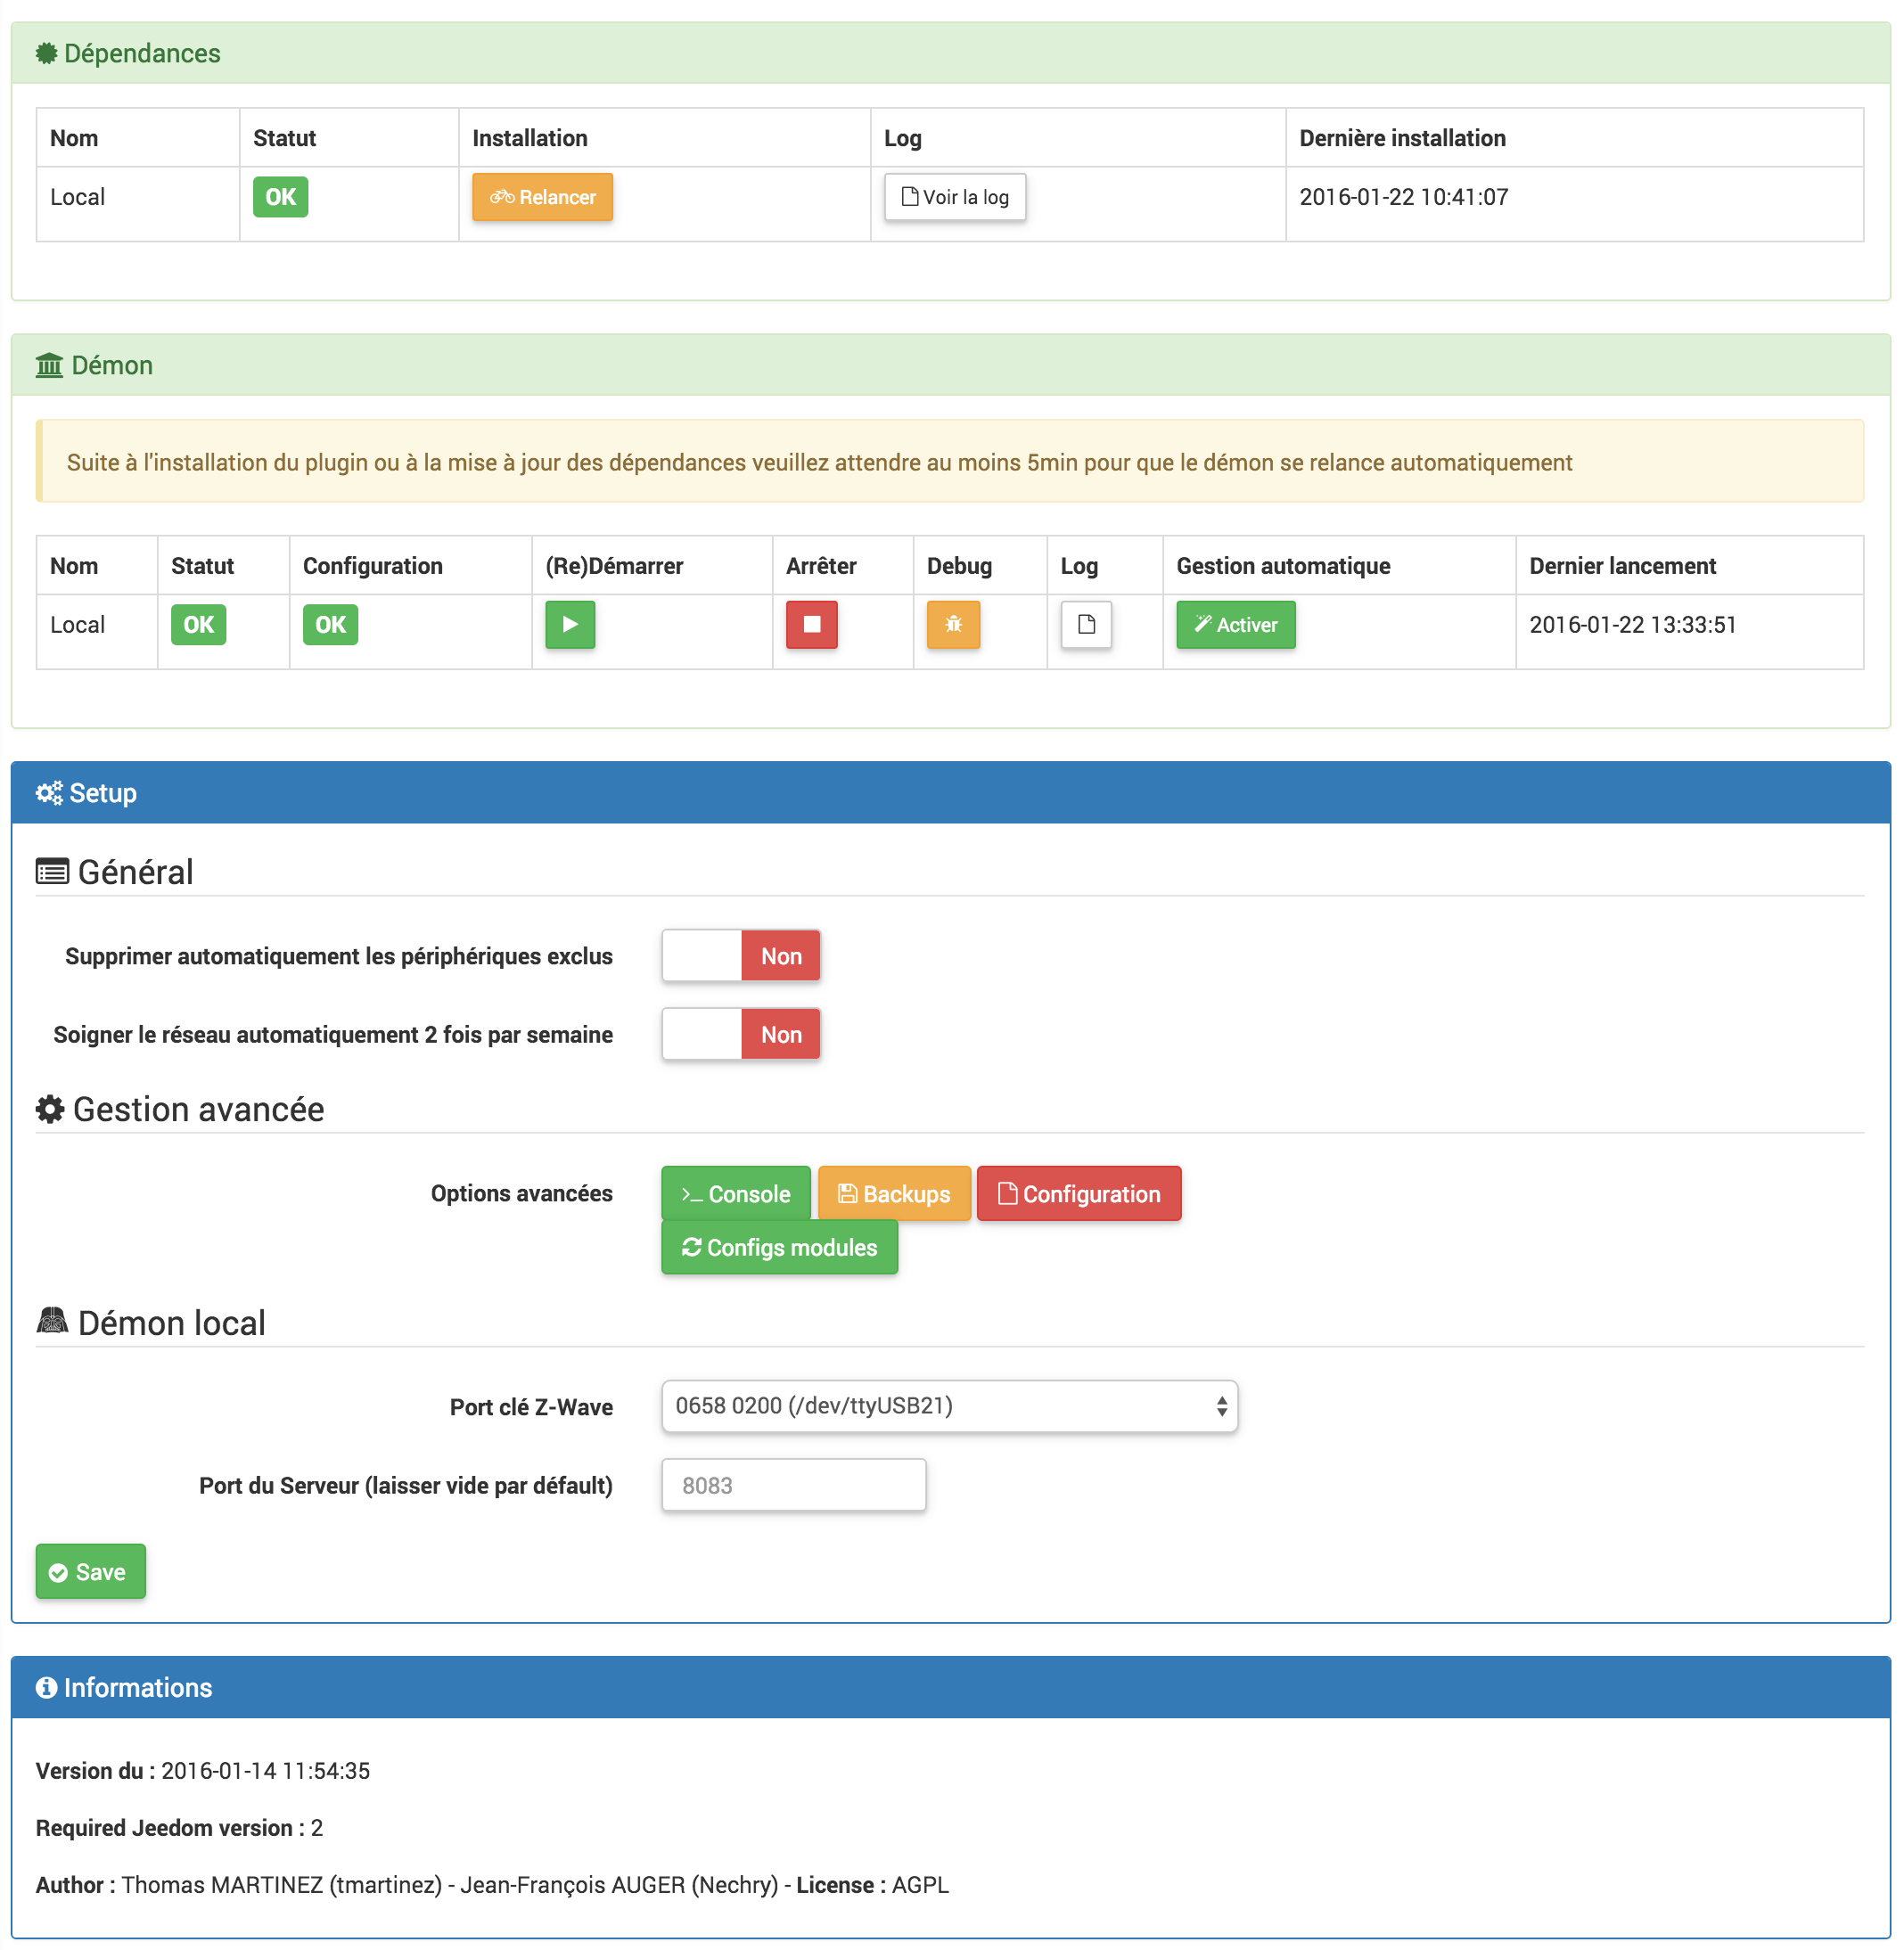 Dépendances
Nom Statut Installation Log Dernière installation
Local OK Relancer Voir la log 2016-01-22 10:41:07
Démon
Suite à l'installation du plugin ou à la mise à jour des dépendances veuillez attendre au moins 5min pour que le démon se relance automatiquement
Nom Statut Configuration (Re)Démarrer Arrêter Debug Log Gestion automatique Dernier lancement
Local OK OK Activer 2016-01-22 13:33:51
Setup
Général
Supprimer automatiquement les périphériques exclus Non
Soigner le réseau automatiquement 2 fois par semaine Non
Gestion avancée
Options avancées Console Backups Configuration
Configs modules
Démon local
Port clé Z-Wave 0658 0200 (/dev/ttyUSB21)
Port du Serveur (laisser vide par défault) 8083
Save
Informations
Version du : 2016-01-14 11:54:35
Required Jeedom version : 2
Author : Thomas MARTINEZ (tmartinez) - Jean-François AUGER (Nechry) - License : AGPL